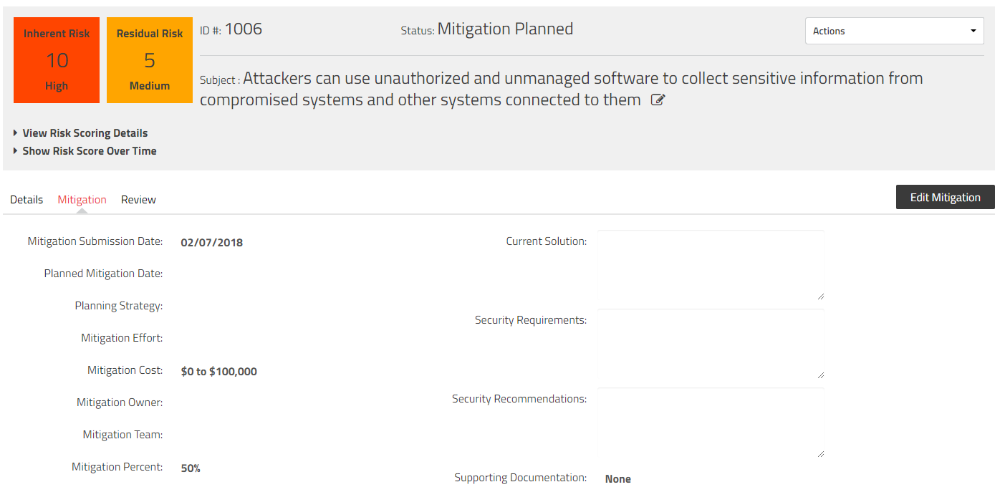 Inherent Risk
10
High
Residual Risk
5
Medium
ID #: 1006
Status: Mitigation Planned
Actions
Subject : Attackers can use unauthorized and unmanaged software to collect sensitive information from
compromised systems and other systems connected to them
View Risk Scoring Details
Show Risk Score Over Time
Details Mitigation Review
Edit Mitigation
Mitigation Submission Date: 02/07/2018
Planned Mitigation Date:
Planning Strategy:
Mitigation Effort:
Mitigation Cost: $0 to $100,000
Mitigation Owner:
Mitigation Team:
Mitigation Percent: 50%
Current Solution:
Security Requirements:
Security Recommendations:
Supporting Documentation: None